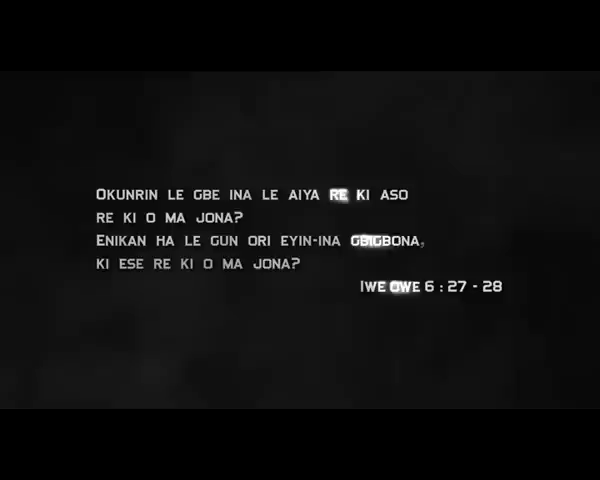 OKUNRIN LE GBE INA LE AIYA RE KI ASO
RE KI O MA JONA?
ENIKAN HA LE GUN ORI EYIN-INA GBIGBONA,
KI ESE RE KI O MA JONA?
IWE OWE 6 : 27 - 28